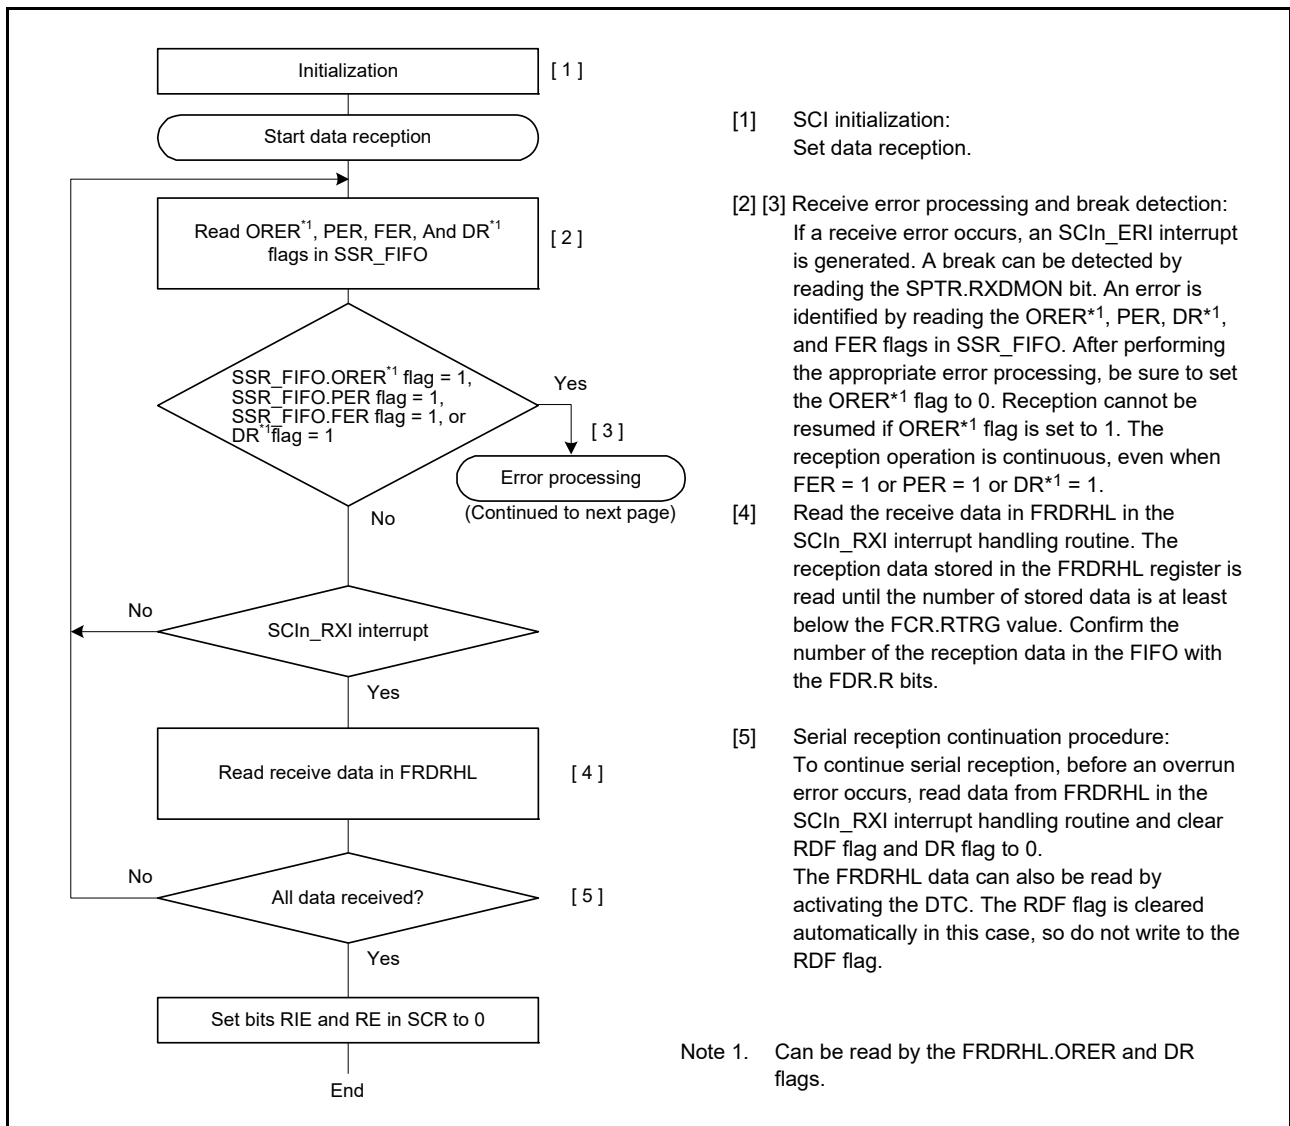 Initialization
[ 1 ]
Start data reception
Read ORER*1, PER, FER, And DR*1
flags in SSR_FIFO
[ 2 ]
SSR_FIFO.ORER*1 flag = 1,
SSR_FIFO.PER flag = 1,
SSR_FIFO.FER flag = 1, or
DR*1flag = 1
Yes
[ 3 ]
Error processing
(Continued to next page)
No
No
SCIn_RXI interrupt
Yes
Read receive data in FRDRHL
[ 4 ]
No
All data received?
[ 5 ]
Yes
Set bits RIE and RE in SCR to 0
End
[1] SCI initialization:
Set data reception.
[2] [3] Receive error processing and break detection:
If a receive error occurs, an SCIn_ERI interrupt
is generated. A break can be detected by
reading the SPTR.RXDMON bit. An error is
identified by reading the ORER*1, PER, DR*1,
and FER flags in SSR_FIFO. After performing
the appropriate error processing, be sure to set
the ORER*1 flag to 0. Reception cannot be
resumed if ORER*1 flag is set to 1. The
reception operation is continuous, even when
FER = 1 or PER = 1 or DR*1 = 1.
[4] Read the receive data in FRDRHL in the
SCIn_RXI interrupt handling routine. The
reception data stored in the FRDRHL register is
read until the number of stored data is at least
below the FCR.RTRG value. Confirm the
number of the reception data in the FIFO with
the FDR.R bits.
[5] Serial reception continuation procedure:
To continue serial reception, before an overrun
error occurs, read data from FRDRHL in the
SCIn_RXI interrupt handling routine and clear
RDF flag and DR flag to 0.
The FRDRHL data can also be read by
activating the DTC. The RDF flag is cleared
automatically in this case, so do not write to the
RDF flag.
Note 1. Can be read by the FRDRHL.ORER and DR
flags.